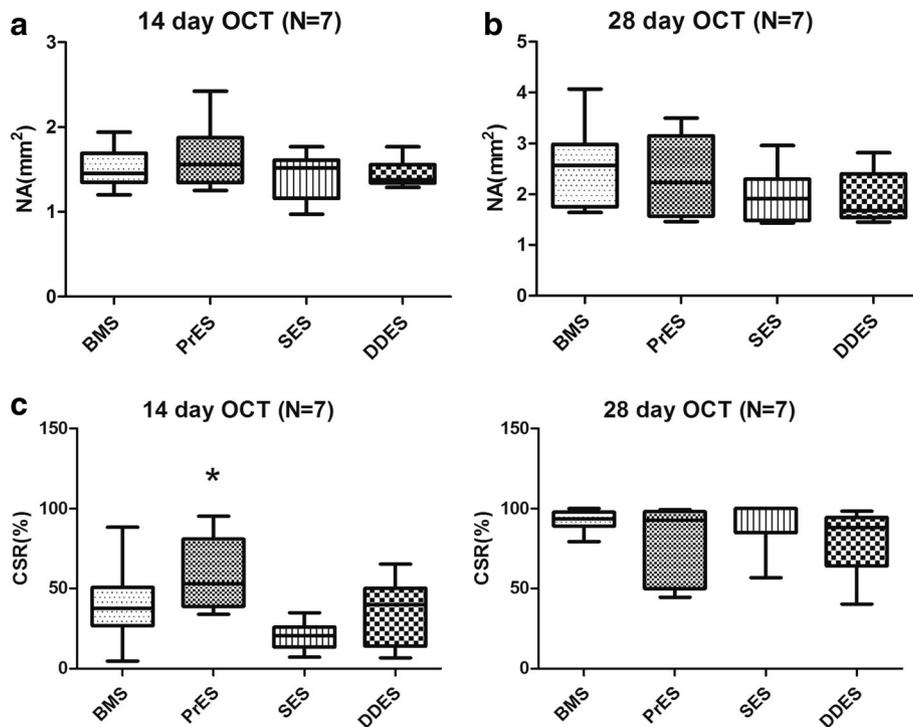 a
14 day OCT (N=7)
NA(mm²)
3
2
1
0
BMS
PrES
SES
DDES
b
28 day OCT (N=7)
NA(mm²)
5
4
3
2
1
0
BMS
PrES
SES
DDES
c
14 day OCT (N=7)
CSR(%)
150
100
50
0
*
BMS
PrES
SES
DDES
28 day OCT (N=7)
CSR(%)
150
100
50
0
BMS
PrES
SES
DDES